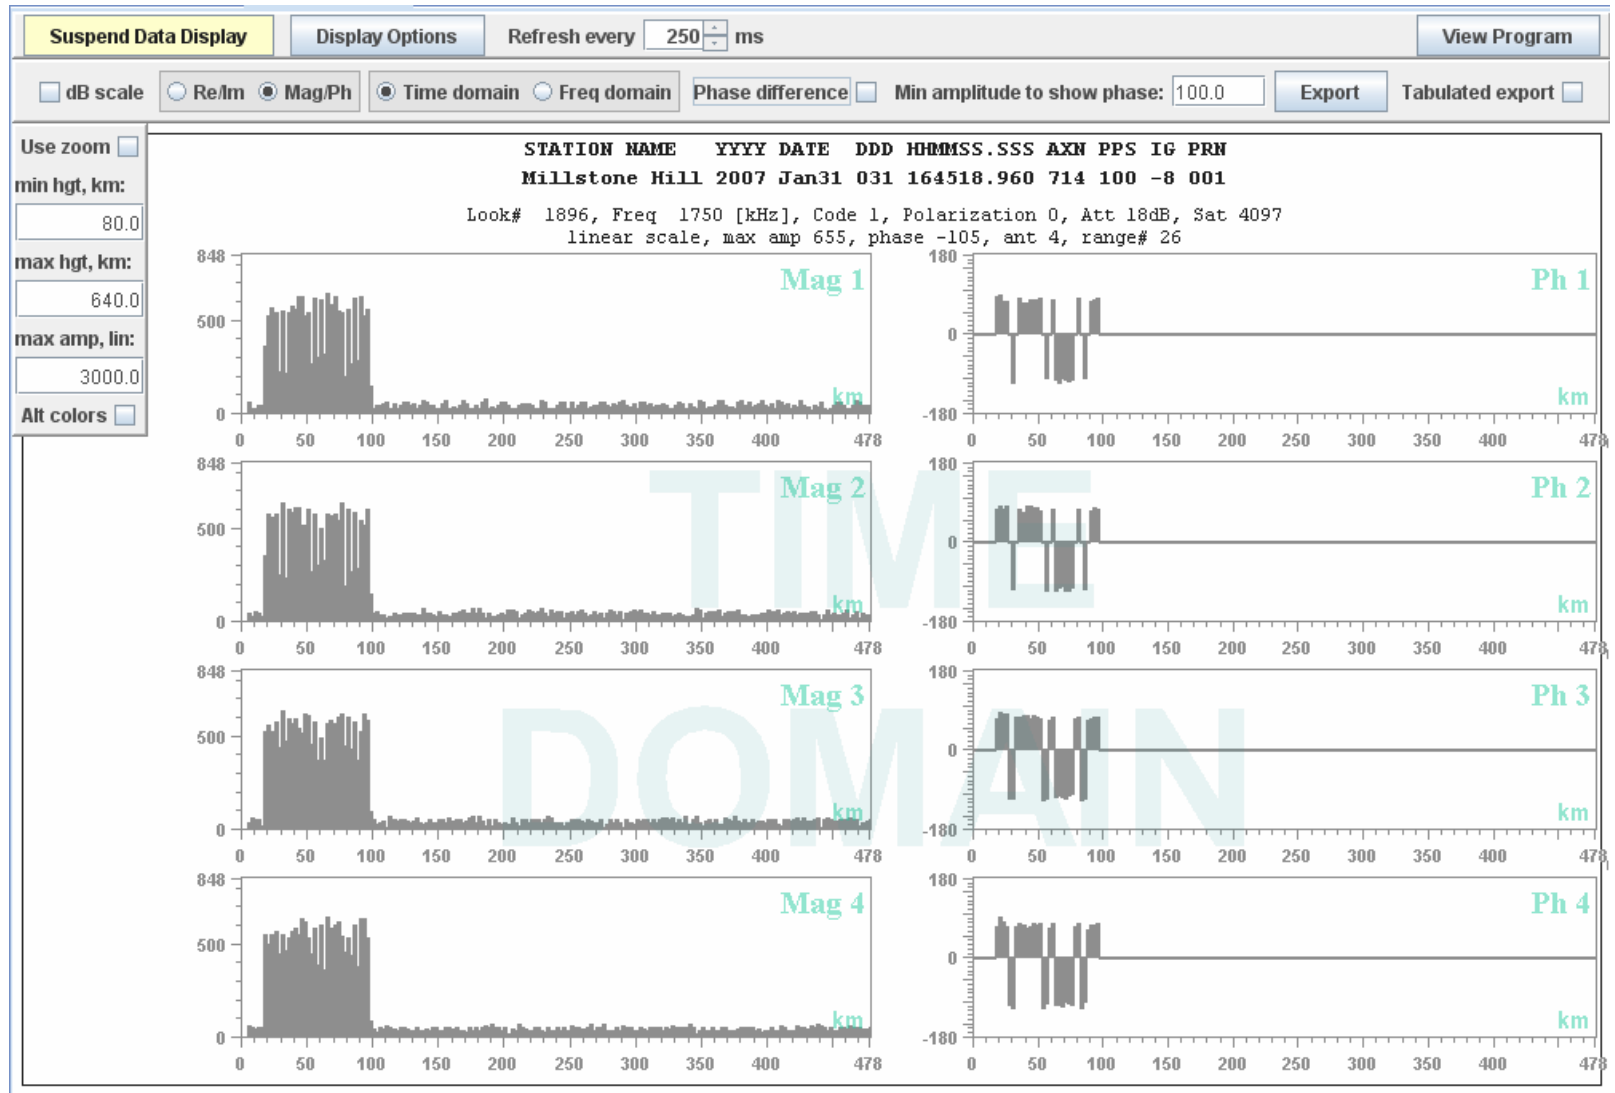 Suspend Data Display Display Options Refresh every 250 ms View Program
dB scale Re/Im Mag/Ph Time domain Freq domain Phase difference Min amplitude to show phase: 100.0 Export Tabulated export
Use zoom
min hgt, km:
80.0
max hgt, km:
640.0
max amp, lin:
3000.0
Alt colors
STATION NAME YYYY DATE DDD HHMMSS.SSS AXN PPS IG PRN
Millstone Hill 2007 Jan31 031 164518.960 714 100 -8 001
Look# 1896, Freq 1750 [kHz], Code 1, Polarization 0, Att 18dB, Sat 4097
linear scale, max amp 655, phase -105, ant 4, range# 26
848 Mag 1 180 Ph 1
500 0
km km
0 -180
0 50 100 150 200 250 300 350 400 478 0 50 100 150 200 250 300 350 400 478
848 Mag 2 180 Ph 2
500 0
km km
0 -180
0 50 100 150 200 250 300 350 400 478 0 50 100 150 200 250 300 350 400 478
TIME
848 Mag 3 180 Ph 3
500 0
km km
0 -180
0 50 100 150 200 250 300 350 400 478 0 50 100 150 200 250 300 350 400 478
DOMAIN
848 Mag 4 180 Ph 4
500 0
km km
0 -180
0 50 100 150 200 250 300 350 400 478 0 50 100 150 200 250 300 350 400 478